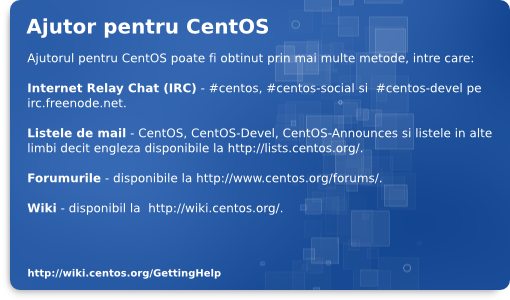 Ajutor pentru CentOS
Ajutorul pentru CentOS poate fi obtinut prin mai multe metode, intre care:
Internet Relay Chat (IRC) - #centos, #centos-social si  #centos-devel pe
irc.freenode.net.
Listele de mail - CentOS, CentOS-Devel, CentOS-Announces si listele in alte
limbi decit engleza disponibile la http://lists.centos.org/.
Forumurile - disponibile la http://www.centos.org/forums/.
Wiki - disponibil la  http://wiki.centos.org/.
http://wiki.centos.org/GettingHelp